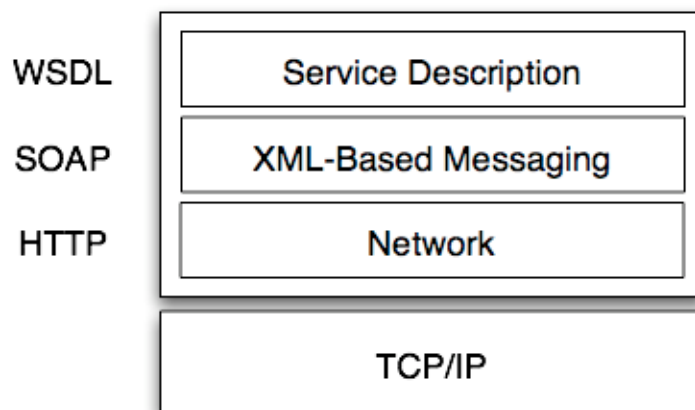 WSDL Service Description
SOAP XML-Based Messaging
HTTP Network
TCP/IP